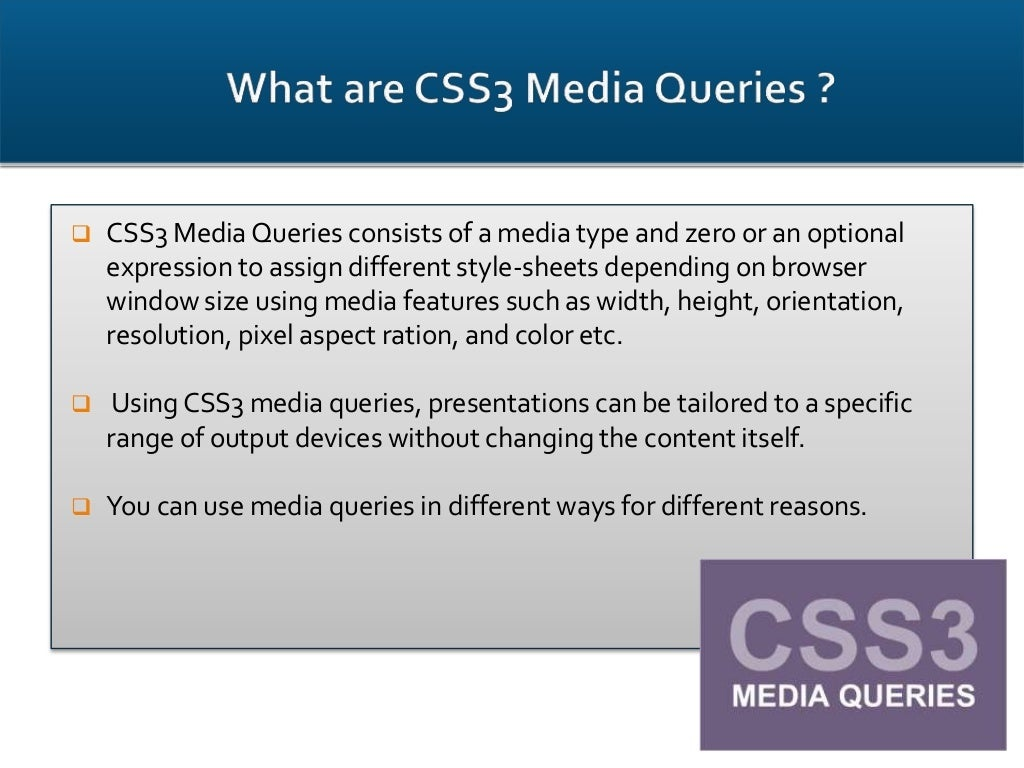 What are CSS3 Media Queries ?
CSS3 Media Queries consists of a media type and zero or an optional
expression to assign different style-sheets depending on browser
window size using media features such as width, height, orientation,
resolution, pixel aspect ration, and color etc.
Using CSS3 media queries, presentations can be tailored to a specific
range of output devices without changing the content itself.
You can use media queries in different ways for different reasons.
CSS3
MEDIA QUERIES